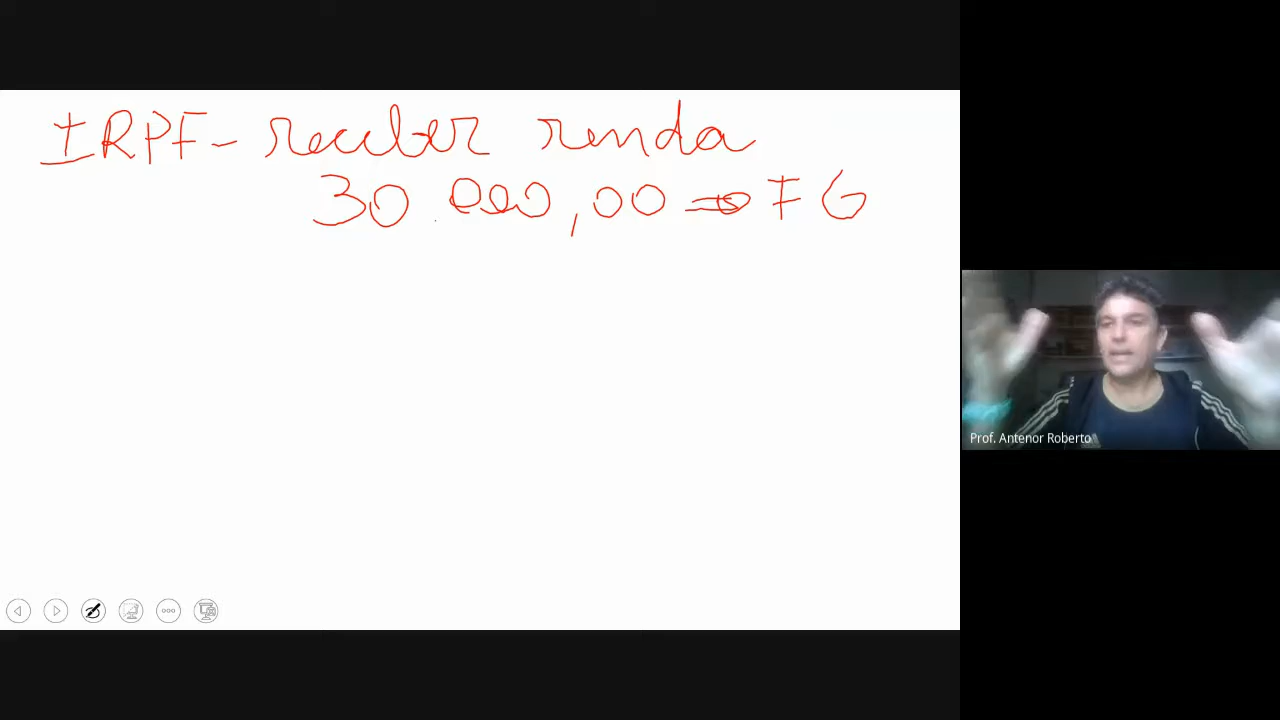 IRPF - receber renda
30.000,00 ⇒ FG
Prof. Antenor Roberto